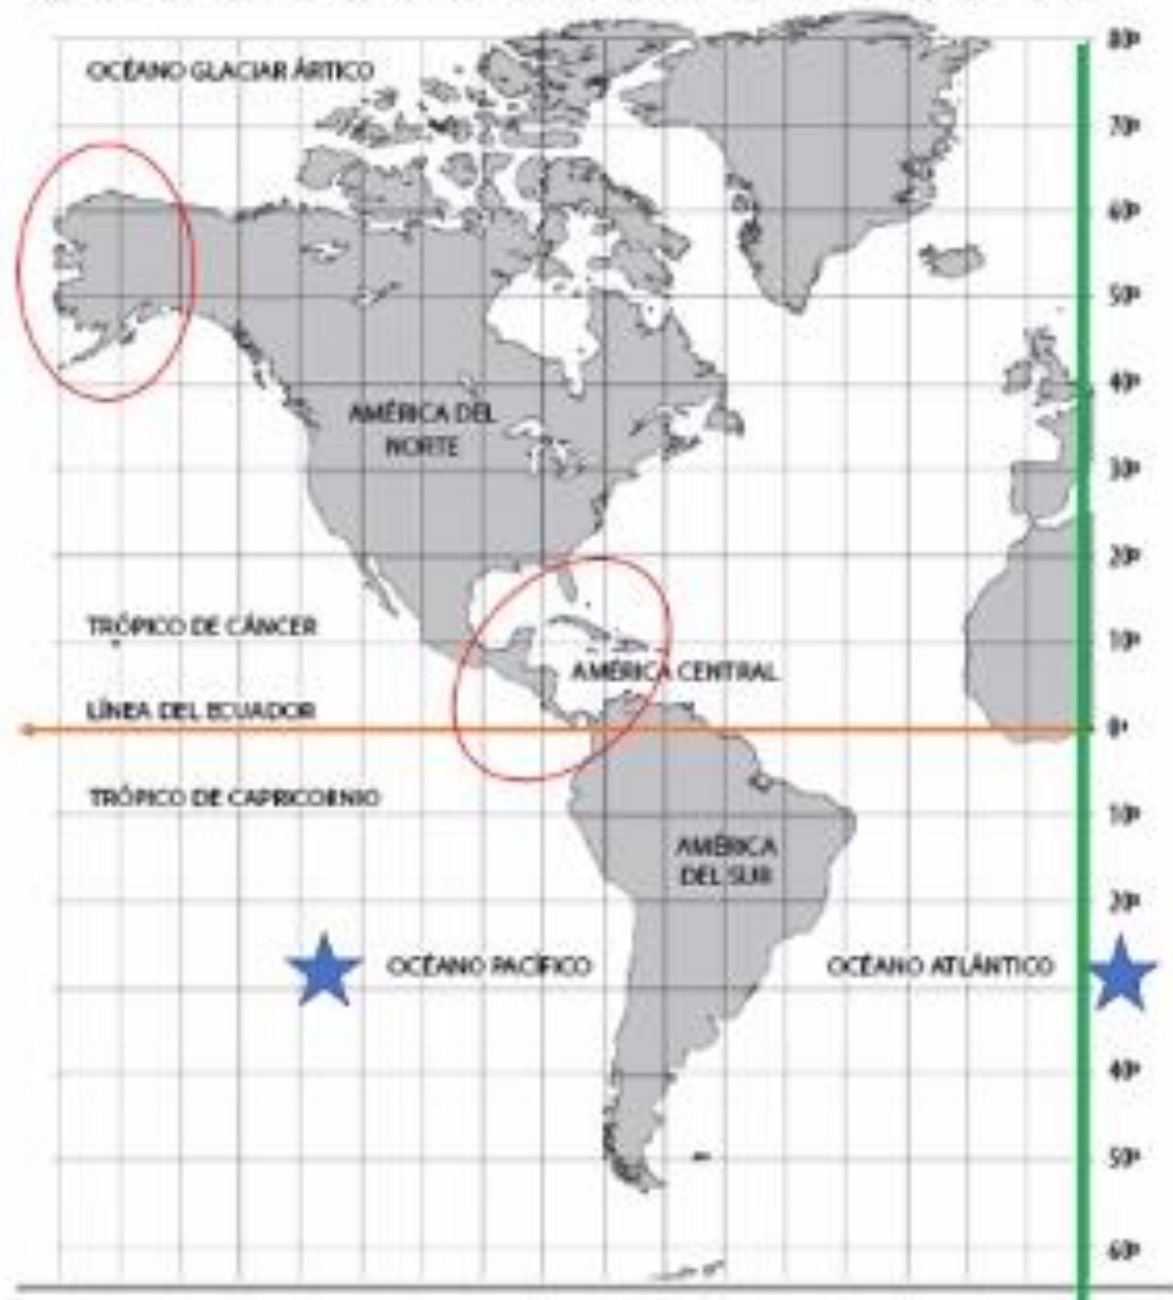 OCÉANO GLACIAR ÁRTICO
80º
70º
60º
50º
40º
AMÉRICA DEL
NORTE
30º
20º
TRÓPICO DE CÁNCER
10º
AMÉRICA CENTRAL
LÍNEA DEL ECUADOR
0º
TRÓPICO DE CAPRICORNIO
10º
AMÉRICA
DEL SUR
20º
OCÉANO PACÍFICO
OCÉANO ATLÁNTICO
40º
50º
60º